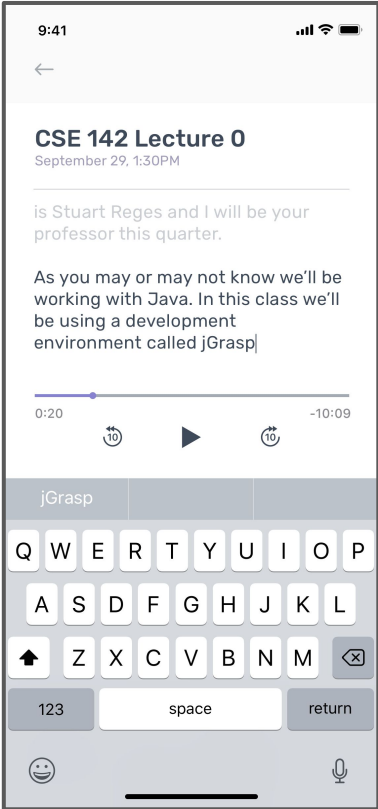 9:41
CSE 142 Lecture 0
September 29, 1:30PM
is Stuart Reges and I will be your
professor this quarter.
As you may or may not know we’ll be
working with Java. In this class we’ll
be using a development
environment called jGrasp
0:20 -10:09
10 10
jGrasp
Q W E R T Y U I O P
A S D F G H J K L
Z X C V B N M
123 space return